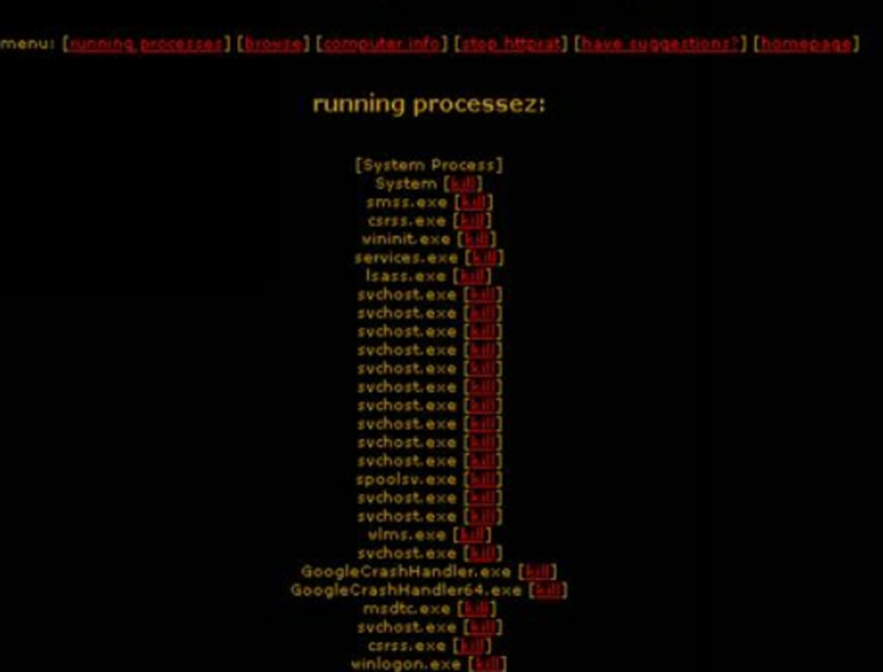 menu: [running processes] [browse] [computer info] [stop httprat] [have suggestions?] [homepage]
running processez:
[System Process]
System [kill]
smss.exe [kill]
csrss.exe [kill]
wininit.exe [kill]
services.exe [kill]
lsass.exe [kill]
svchost.exe [kill]
svchost.exe [kill]
svchost.exe [kill]
svchost.exe [kill]
svchost.exe [kill]
svchost.exe [kill]
svchost.exe [kill]
svchost.exe [kill]
svchost.exe [kill]
svchost.exe [kill]
spoolsv.exe [kill]
svchost.exe [kill]
svchost.exe [kill]
wlms.exe [kill]
svchost.exe [kill]
GoogleCrashHandler.exe [kill]
GoogleCrashHandler64.exe [kill]
msdtc.exe [kill]
svchost.exe [kill]
csrss.exe [kill]
winlogon.exe [kill]